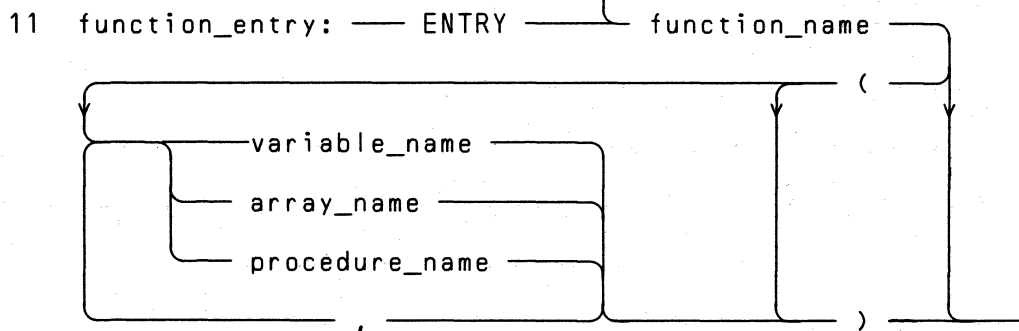 11 function_entry: ENTRY function_name
(
variable_name
array_name
procedure_name
, )